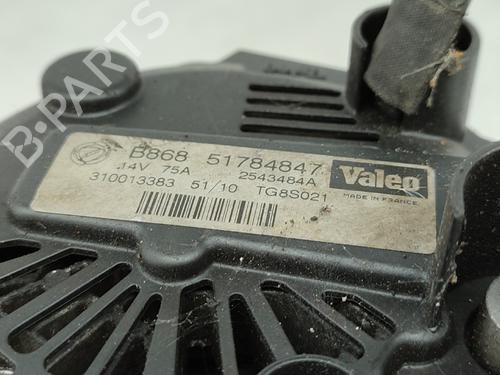 B-PARTS
B868 51784847
14V 75A 2543484A
310013383 51/10 TG8S021
Valeo
MADE IN FRANCE